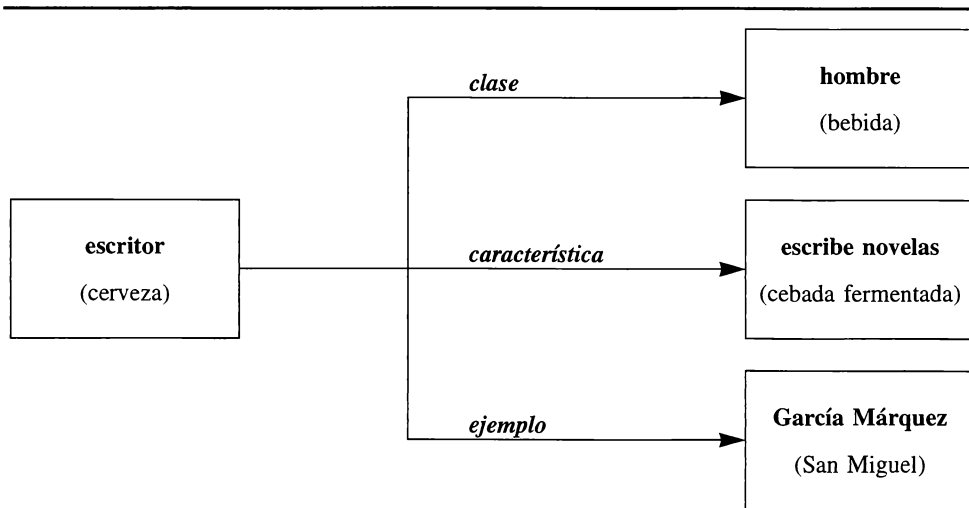 clase
hombre
(bebida)
escritor
(cerveza)
característica
escribe novelas
(cebada fermentada)
ejemplo
García Márquez
(San Miguel)